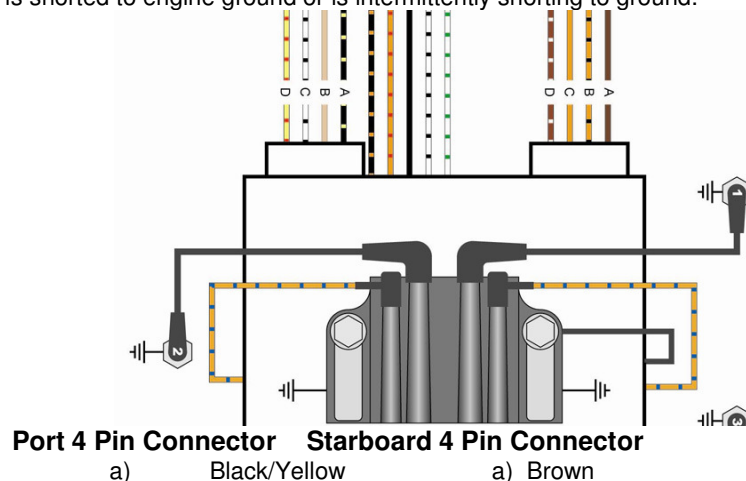 is shorted to engine ground or is intermittently shorting to ground.
D C B A
D C B A
1
2
3
Port 4 Pin Connector Starboard 4 Pin Connector
a) Black/Yellow a) Brown